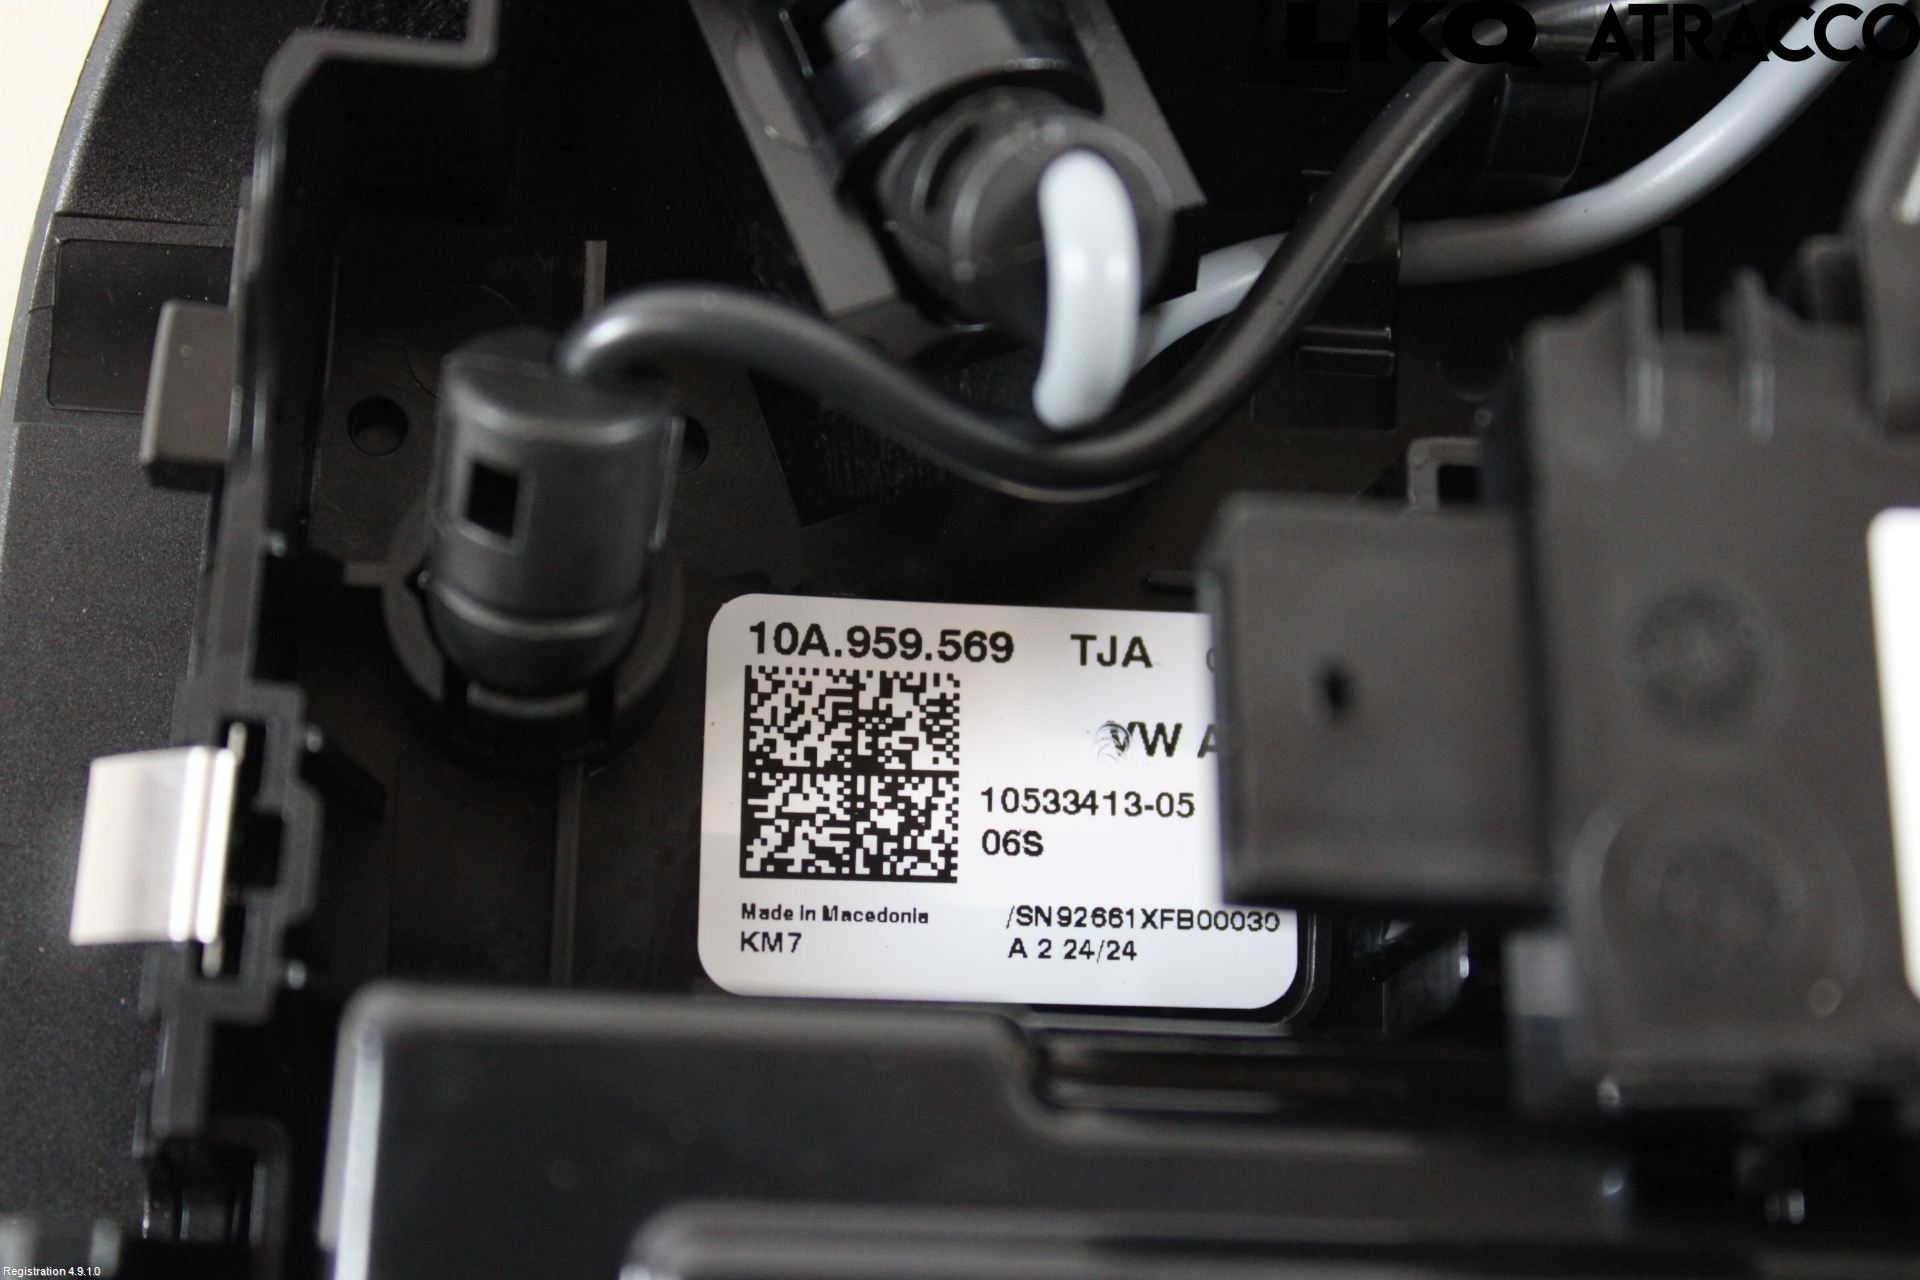 LKQ ATRACCO
10A.959.569 TJA
VW A
10533413-05
06S
Made in Macedonia
KM7
/SN92661XFB00030
A 2 24/24
Registration 4.9.1.0